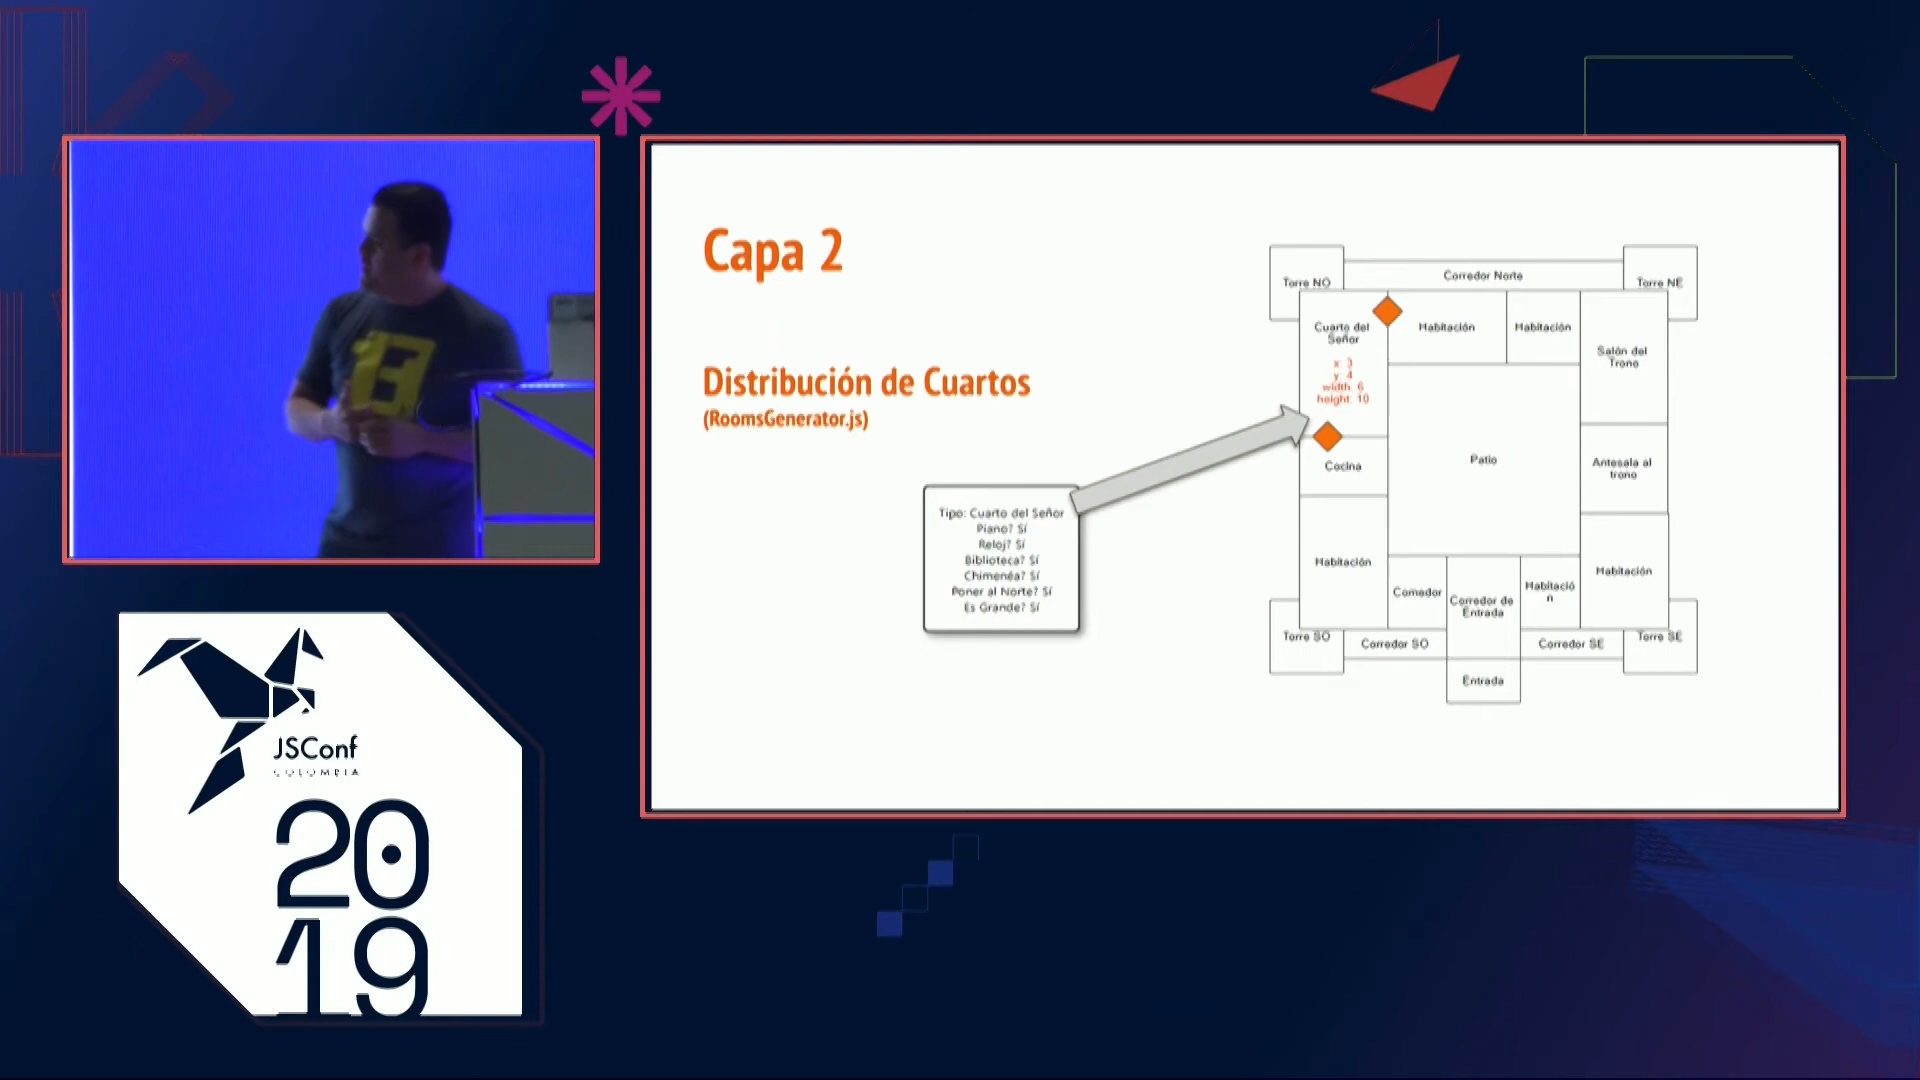 Capa 2
Distribución de Cuartos
(RoomsGenerator.js)
Tipo: Cuarto del Señor
Piano? Sí
Reloj? Sí
Biblioteca? Sí
Chimenéa? Sí
Poner al Norte? Sí
Es Grande? Sí
Torre NO
Corredor Norte
Torre NE
Cuarto del
Señor
x: 3
y: 4
width: 6
height: 10
Habitación
Habitación
Salón del
Trono
Cocina
Patio
Antesala al
trono
Habitación
Comedor
Corredor de
Entrada
Habitació
n
Habitación
Torre SO
Corredor SO
Corredor SE
Torre SE
Entrada
JSConf
COLOMBIA
20
19